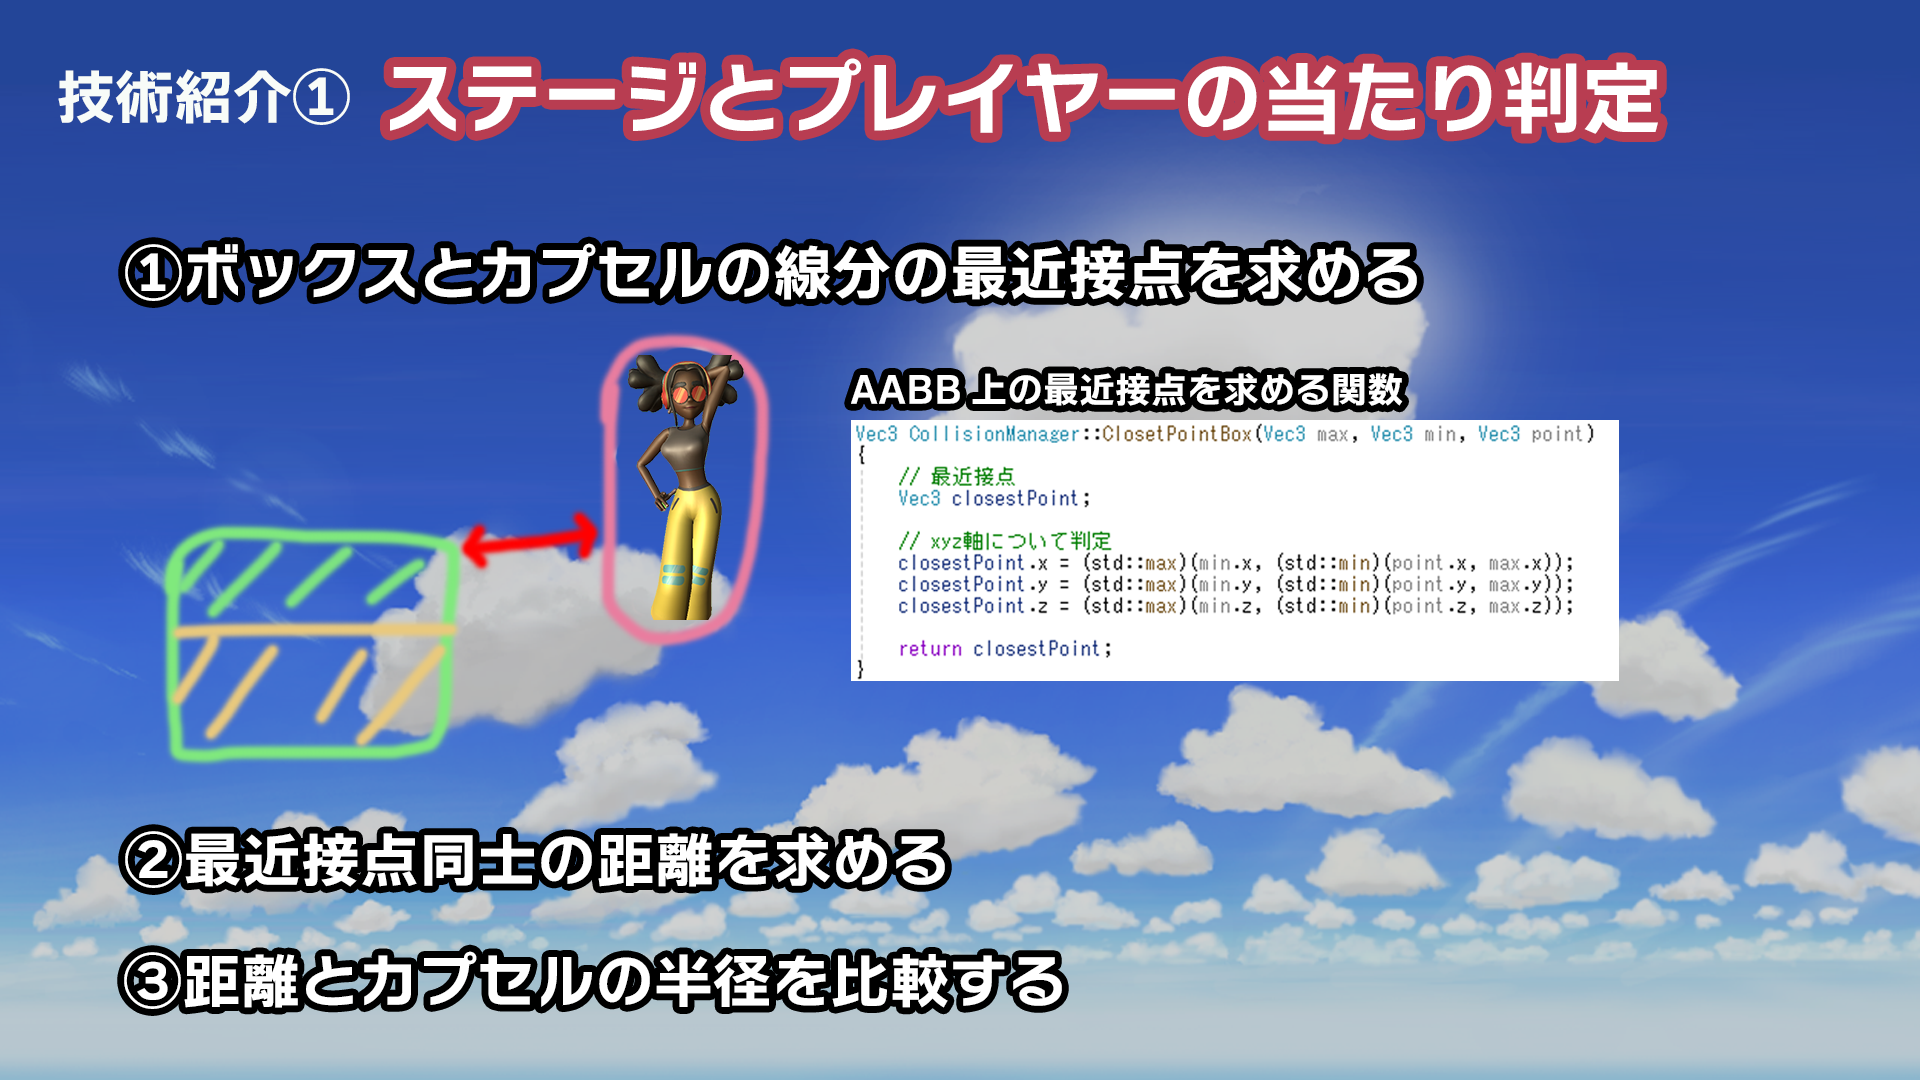 技術紹介① ステージとプレイヤーの当たり判定
①ボックスとカプセルの線分の最近接点を求める
AABB 上の最近接点を求める関数
Vec3 CollisionManager::ClosetPointBox(Vec3 max, Vec3 min, Vec3 point)
{
// 最近接点
Vec3 closestPoint;
// xyz軸について判定
closestPoint.x = (std::max)(min.x, (std::min)(point.x, max.x));
closestPoint.y = (std::max)(min.y, (std::min)(point.y, max.y));
closestPoint.z = (std::max)(min.z, (std::min)(point.z, max.z));
return closestPoint;
}
②最近接点同士の距離を求める
③距離とカプセルの半径を比較する